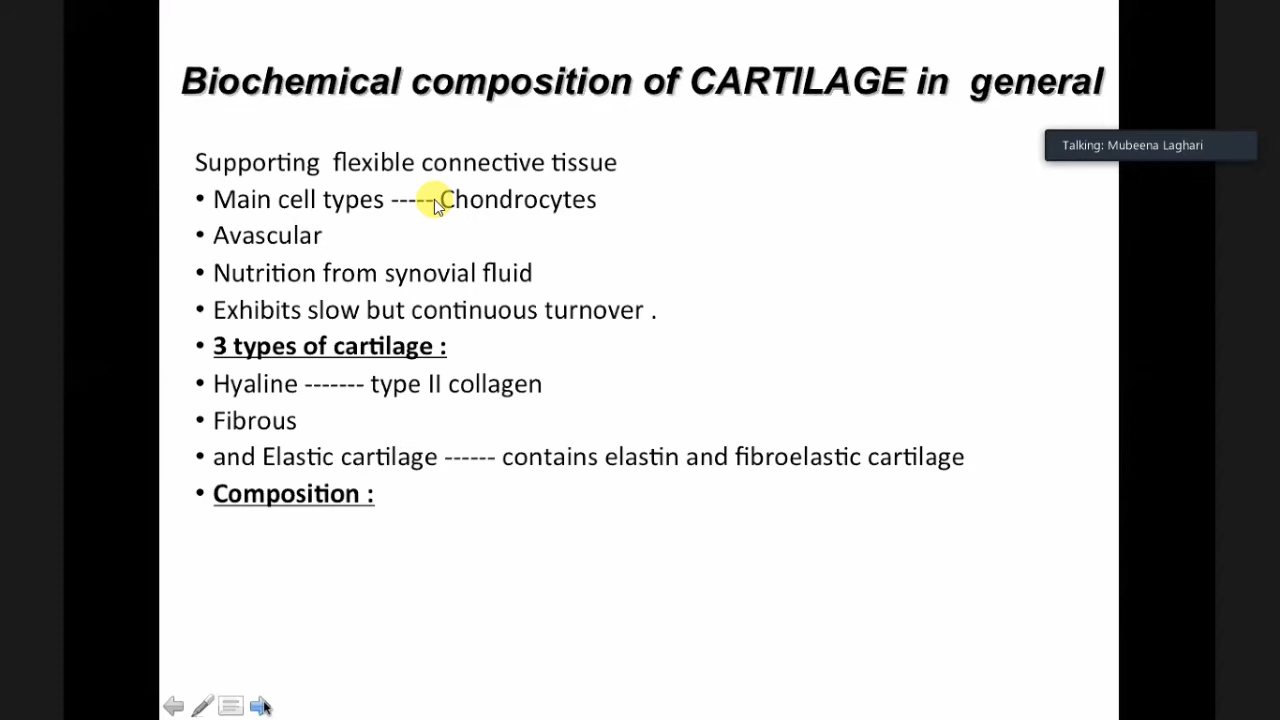 Biochemical composition of CARTILAGE in general
Talking: Mubeena Laghari
Supporting flexible connective tissue
• Main cell types ----- Chondrocytes
• Avascular
• Nutrition from synovial fluid
• Exhibits slow but continuous turnover .
• 3 types of cartilage :
• Hyaline ------- type II collagen
• Fibrous
• and Elastic cartilage ------ contains elastin and fibroelastic cartilage
• Composition :